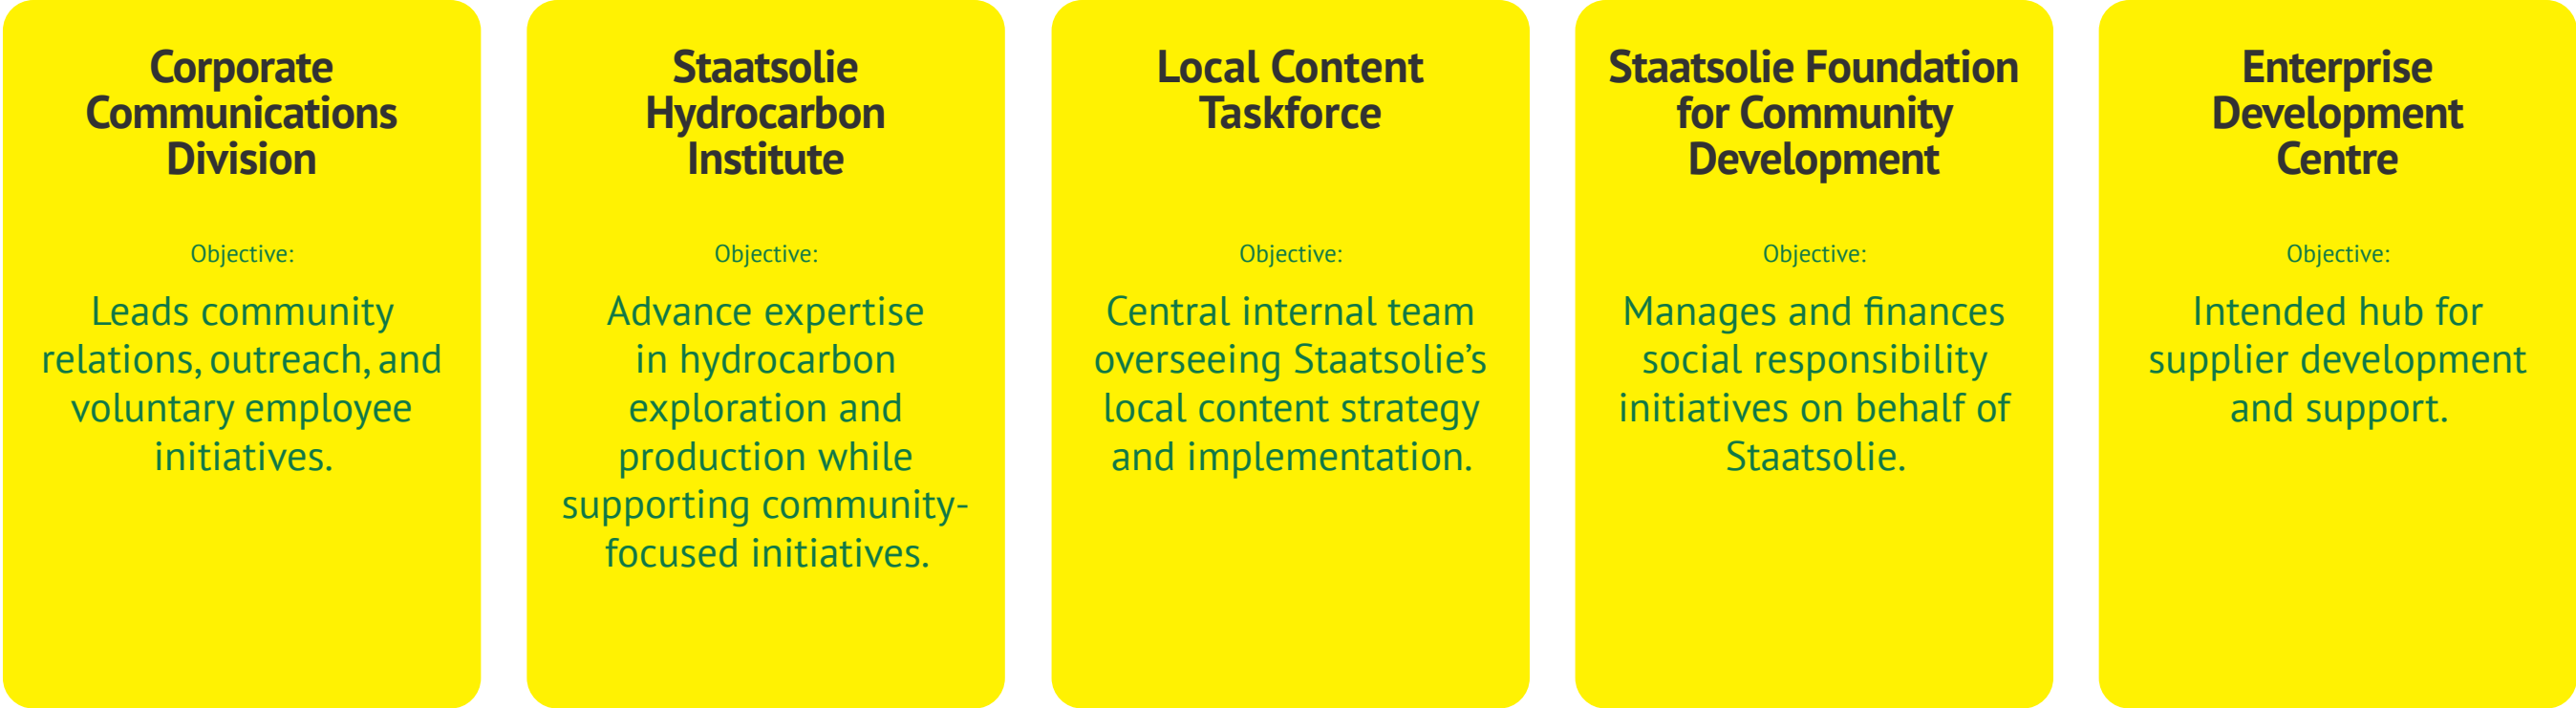 Corporate
Communications
Division
Objective:
Leads community
relations, outreach, and
voluntary employee
initiatives.
Staatsolie
Hydrocarbon
Institute
Objective:
Advance expertise
in hydrocarbon
exploration and
production while
supporting community-
focused initiatives.
Local Content
Taskforce
Objective:
Central internal team
overseeing Staatsolie’s
local content strategy
and implementation.
Staatsolie Foundation
for Community
Development
Objective:
Manages and finances
social responsibility
initiatives on behalf of
Staatsolie.
Enterprise
Development
Centre
Objective:
Intended hub for
supplier development
and support.